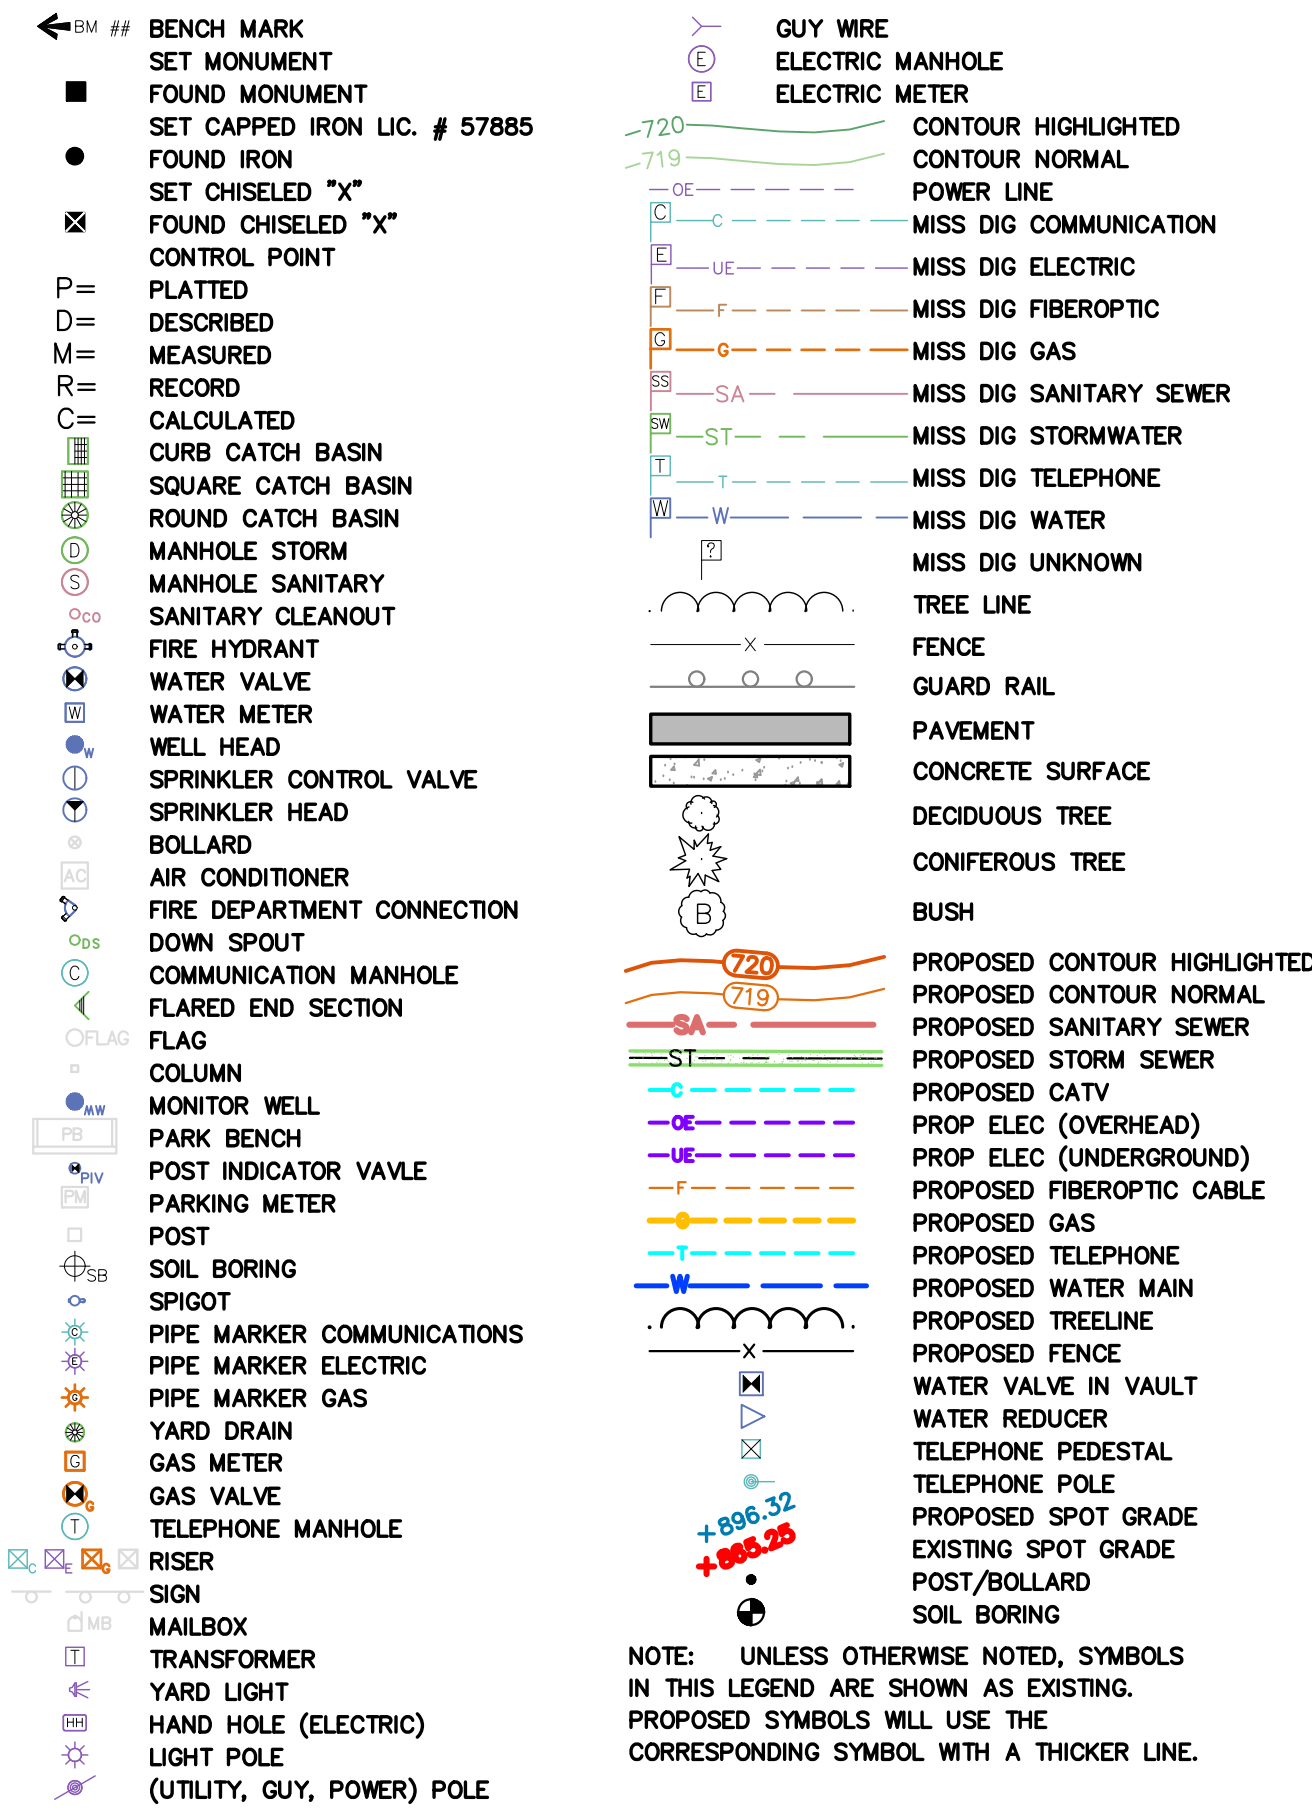 BM ## BENCH MARK
SET MONUMENT
FOUND MONUMENT
SET CAPPED IRON LIC. # 57885
FOUND IRON
SET CHISELED "X"
FOUND CHISELED "X"
CONTROL POINT
P= PLATTED
D= DESCRIBED
M= MEASURED
R= RECORD
C= CALCULATED
CURB CATCH BASIN
SQUARE CATCH BASIN
ROUND CATCH BASIN
D MANHOLE STORM
S MANHOLE SANITARY
CO SANITARY CLEANOUT
FIRE HYDRANT
WATER VALVE
W WATER METER
W WELL HEAD
SPRINKLER CONTROL VALVE
SPRINKLER HEAD
BOLLARD
AC AIR CONDITIONER
FIRE DEPARTMENT CONNECTION
DS DOWN SPOUT
C COMMUNICATION MANHOLE
FLARED END SECTION
FLAG FLAG
COLUMN
MW MONITOR WELL
PB PARK BENCH
PIV POST INDICATOR VAVLE
PM PARKING METER
POST
SB SOIL BORING
SPIGOT
C PIPE MARKER COMMUNICATIONS
E PIPE MARKER ELECTRIC
G PIPE MARKER GAS
YARD DRAIN
G GAS METER
G GAS VALVE
T TELEPHONE MANHOLE
C E G RISER
SIGN
MB MAILBOX
T TRANSFORMER
YARD LIGHT
HH HAND HOLE (ELECTRIC)
LIGHT POLE
(UTILITY, GUY, POWER) POLE
GUY WIRE
E ELECTRIC MANHOLE
E ELECTRIC METER
720 CONTOUR HIGHLIGHTED
719 CONTOUR NORMAL
OE POWER LINE
C C MISS DIG COMMUNICATION
E UE MISS DIG ELECTRIC
F F MISS DIG FIBEROPTIC
G G MISS DIG GAS
SS SA MISS DIG SANITARY SEWER
SW ST MISS DIG STORMWATER
T T MISS DIG TELEPHONE
W W MISS DIG WATER
? MISS DIG UNKNOWN
TREE LINE
X FENCE
GUARD RAIL
PAVEMENT
CONCRETE SURFACE
DECIDUOUS TREE
CONIFEROUS TREE
B BUSH
720 PROPOSED CONTOUR HIGHLIGHTED
719 PROPOSED CONTOUR NORMAL
SA PROPOSED SANITARY SEWER
ST PROPOSED STORM SEWER
C PROPOSED CATV
OE PROP ELEC (OVERHEAD)
UE PROP ELEC (UNDERGROUND)
F PROPOSED FIBEROPTIC CABLE
G PROPOSED GAS
T PROPOSED TELEPHONE
W PROPOSED WATER MAIN
PROPOSED TREELINE
X PROPOSED FENCE
WATER VALVE IN VAULT
WATER REDUCER
TELEPHONE PEDESTAL
TELEPHONE POLE
+896.32 PROPOSED SPOT GRADE
+865.25 EXISTING SPOT GRADE
POST/BOLLARD
SOIL BORING
NOTE: UNLESS OTHERWISE NOTED, SYMBOLS
IN THIS LEGEND ARE SHOWN AS EXISTING.
PROPOSED SYMBOLS WILL USE THE
CORRESPONDING SYMBOL WITH A THICKER LINE.